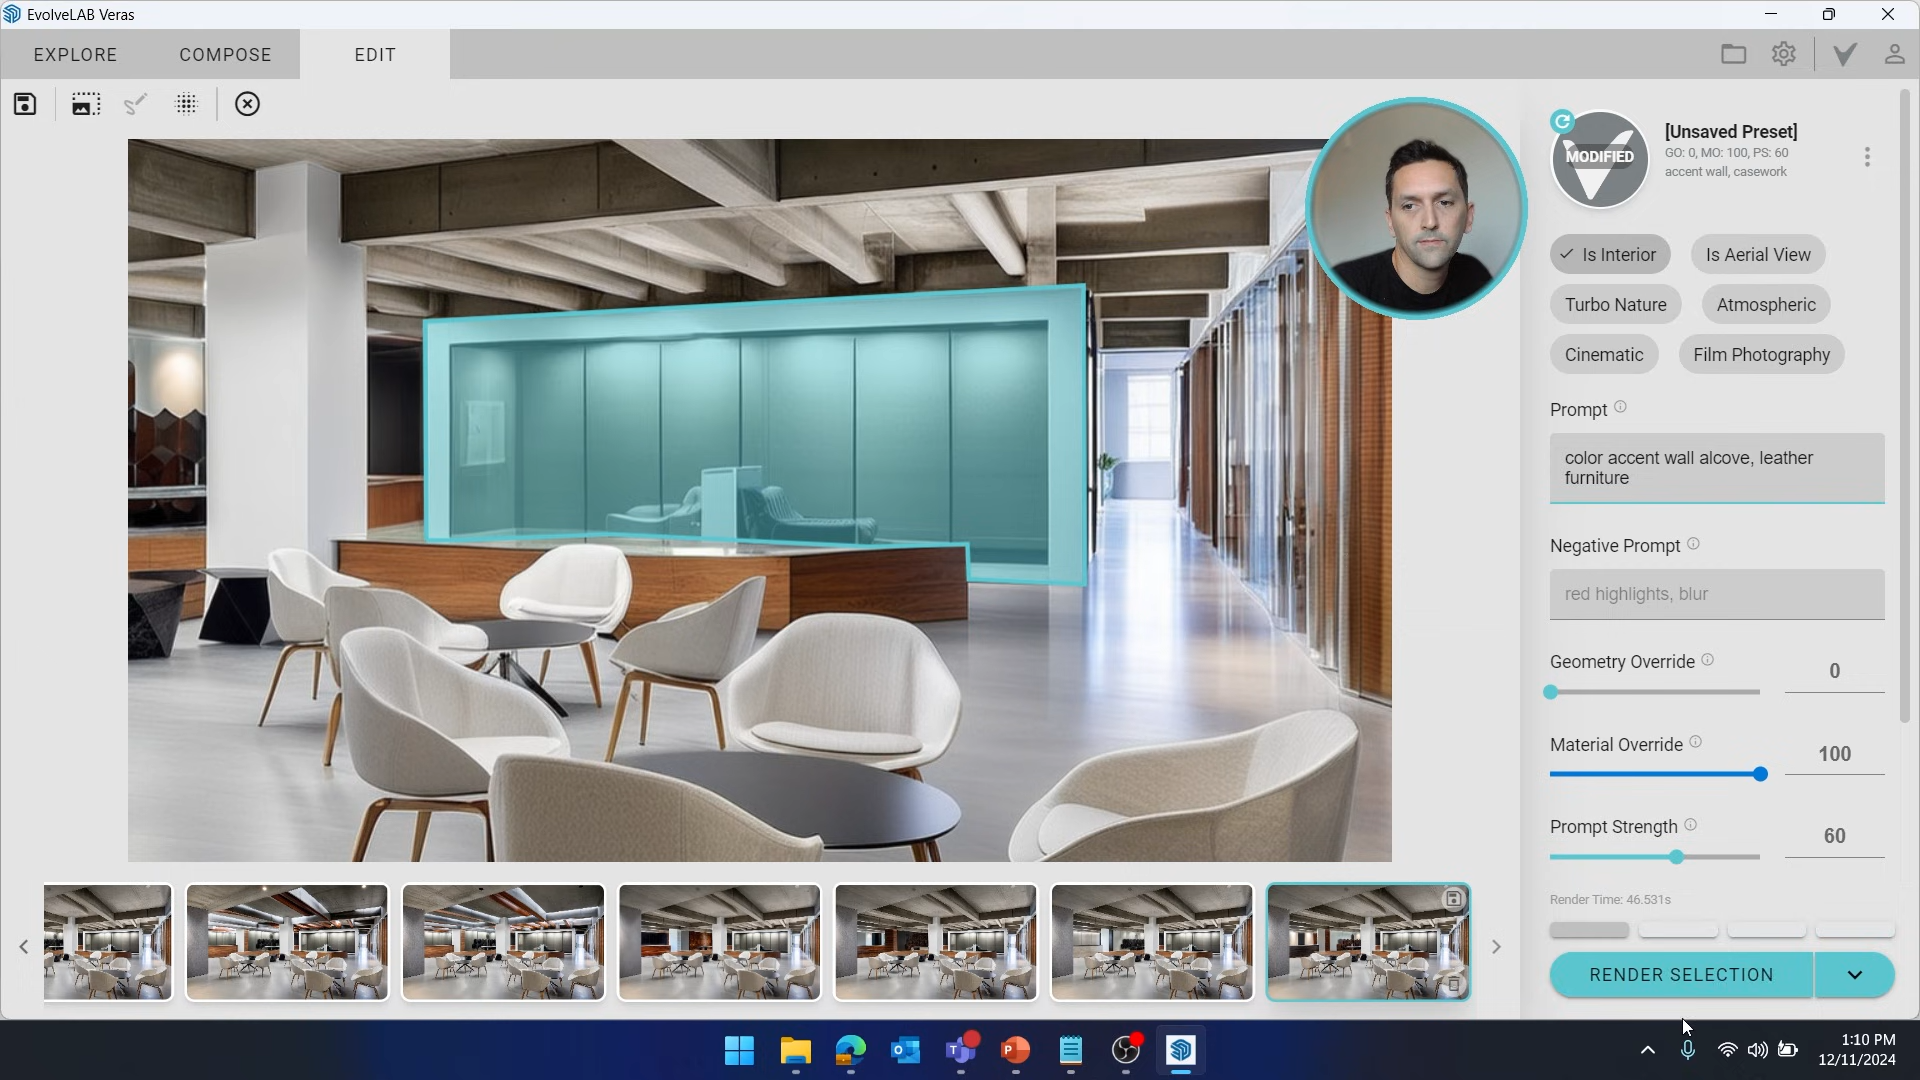 EvolveLAB Veras
EXPLORE
COMPOSE
EDIT
MODIFIED
[Unsaved Preset]
GO: 0, MO: 100, PS: 60
accent wall, casework
Is Interior
Is Aerial View
Turbo Nature
Atmospheric
Cinematic
Film Photography
Prompt
color accent wall alcove, leather
furniture
Negative Prompt
red highlights, blur
Geometry Override
0
Material Override
100
Prompt Strength
60
Render Time: 46.531s
RENDER SELECTION
1:10 PM
12/11/2024